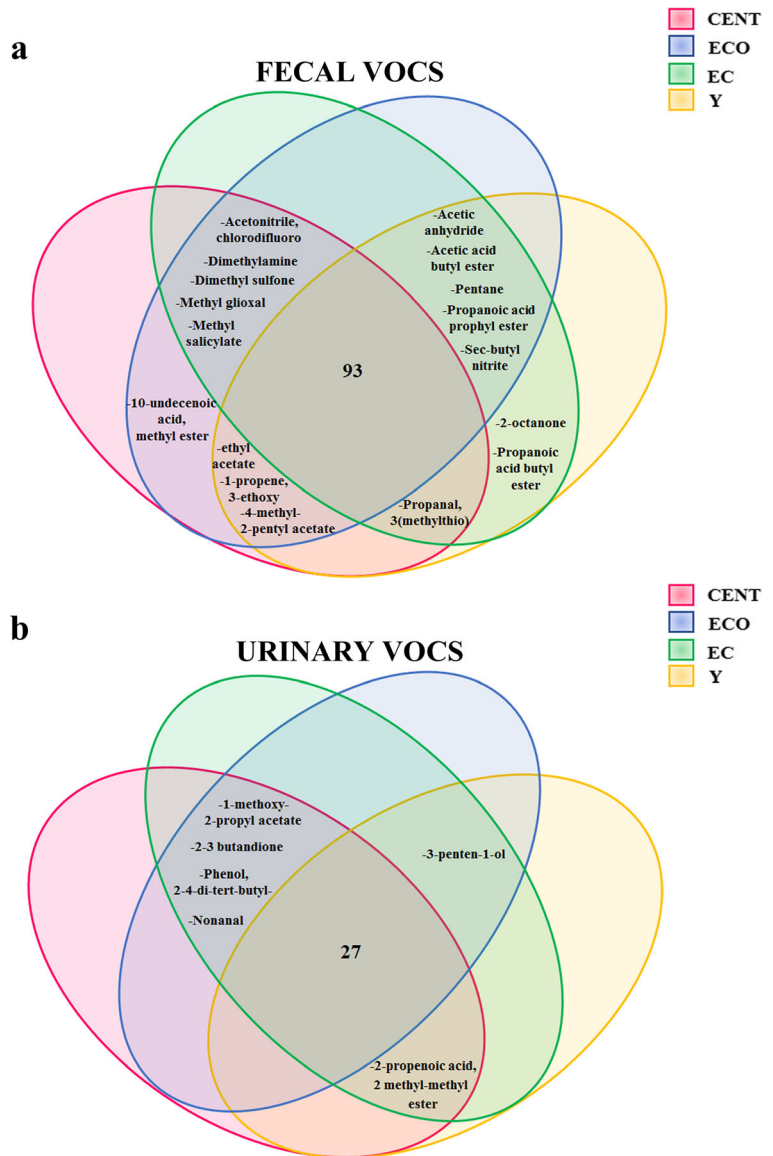 CENT
ECO
EC
Y
a
FECAL VOCS
-Acetonitrile,
chlorodifluoro
-Dimethylamine
-Dimethyl sulfone
-Methyl glioxal
-Methyl
salicylate
-Acetic
anhydride
-Acetic acid
butyl ester
-Pentane
-Propanoic acid
prophyl ester
-Sec-butyl
nitrite
93
-10-undecenoic
acid,
methyl ester
-ethyl
acetate
-1-propene,
3-ethoxy
-4-methyl-
2-pentyl acetate
-Propanal,
3(methylthio)
-2-octanone
-Propanoic
acid butyl
ester
CENT
ECO
EC
Y
b
URINARY VOCS
-1-methoxy-
2-propyl acetate
-2-3 butandione
-Phenol,
2-4-di-tert-butyl-
-Nonanal
-3-penten-1-ol
27
-2-propenoic acid,
2 methyl-methyl
ester